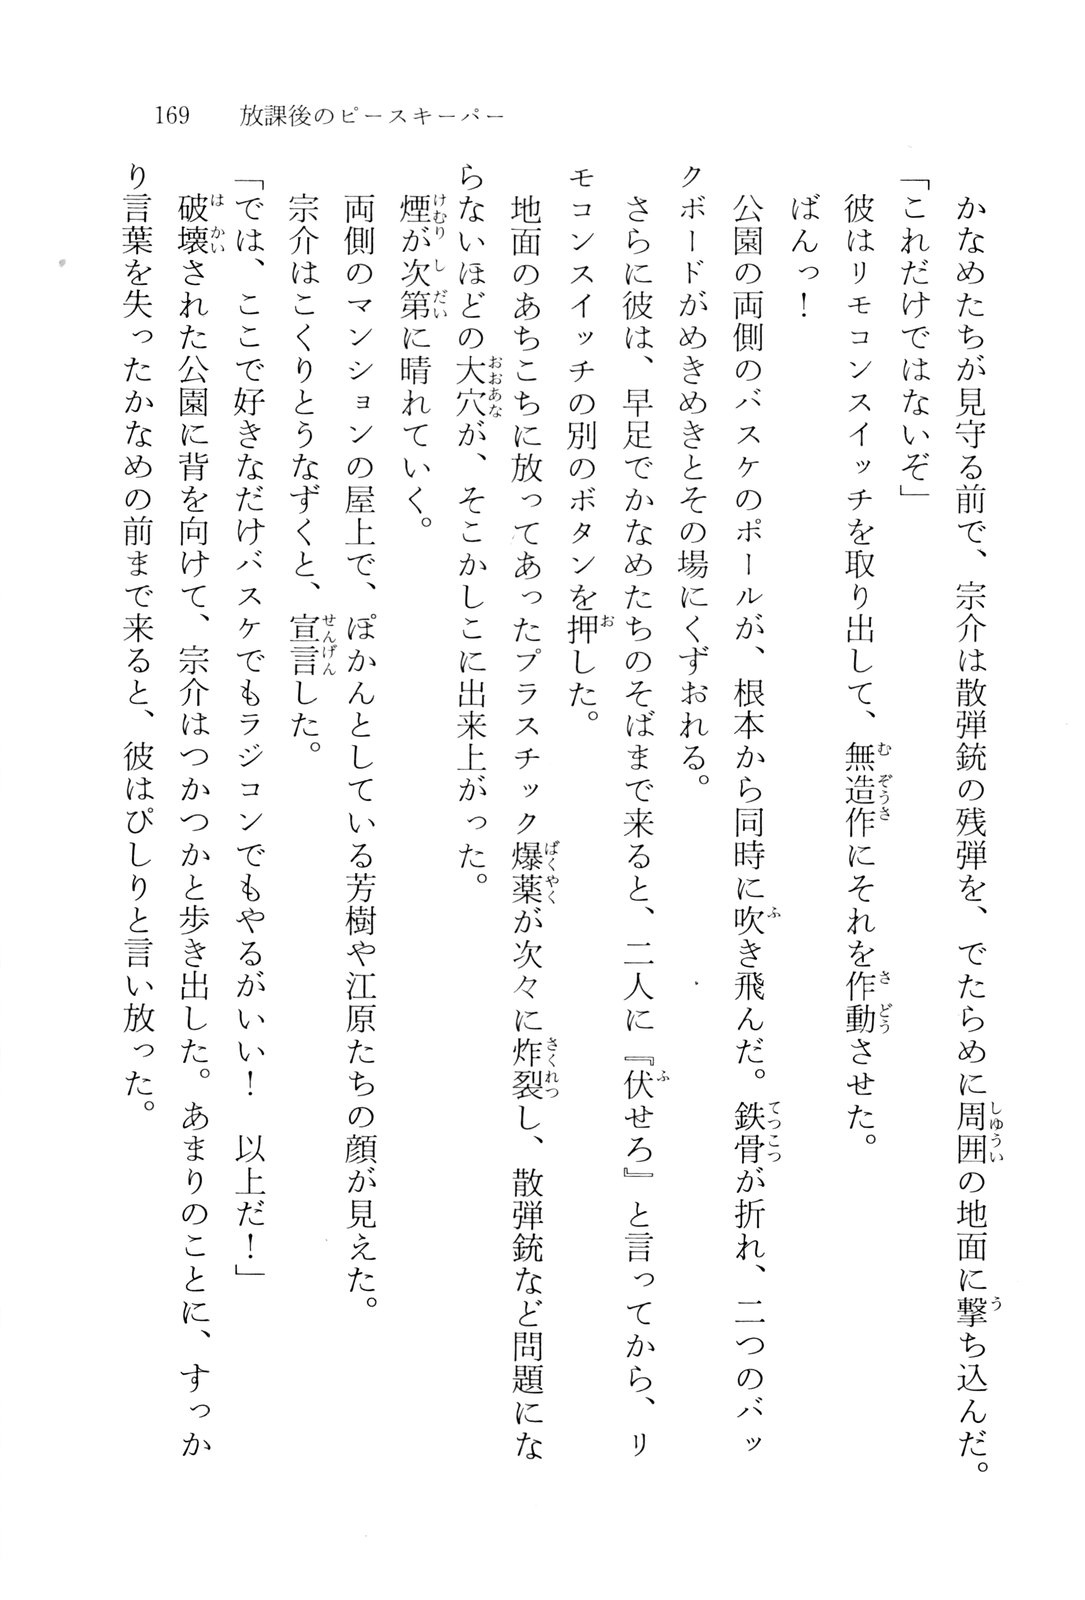 169　放課後のピースキーパー
　かなめたちが見守る前で、宗介は散弾銃の残弾を、でたらめに周囲の地面に撃ち込んだ。
「これだけではないぞ」
　彼はリモコンスイッチを取り出して、無造作にそれを作動させた。
　ばんっ！
　公園の両側のバスケのポールが、根本から同時に吹き飛んだ。鉄骨が折れ、二つのバッ
クボードがめきめきとその場にくずおれる。
　さらに彼は、早足でかなめたちのそばまで来ると、二人に『伏せろ』と言ってから、リ
モコンスイッチの別のボタンを押した。
　地面のあちこちに放ってあったプラスチック爆薬が次々に炸裂し、散弾銃など問題にな
らないほどの大穴が、そこかしこに出来上がった。
　煙が次第に晴れていく。
　両側のマンションの屋上で、ぽかんとしている芳樹や江原たちの顔が見えた。
　宗介はこくりとうなずくと、宣言した。
「では、ここで好きなだけバスケでもラジコンでもやるがいい！　以上だ！」
　破壊された公園に背を向けて、宗介はつかつかと歩き出した。あまりのことに、すっか
り言葉を失ったかなめの前まで来ると、彼はぴしりと言い放った。